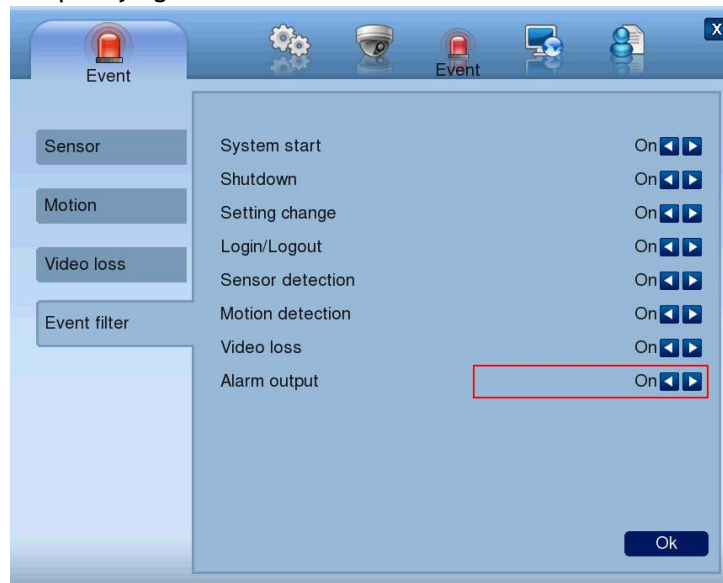 Event
Event
X
Sensor
Motion
Video loss
Event filter
System start On
Shutdown On
Setting change On
Login/Logout On
Sensor detection On
Motion detection On
Video loss On
Alarm output On
Ok